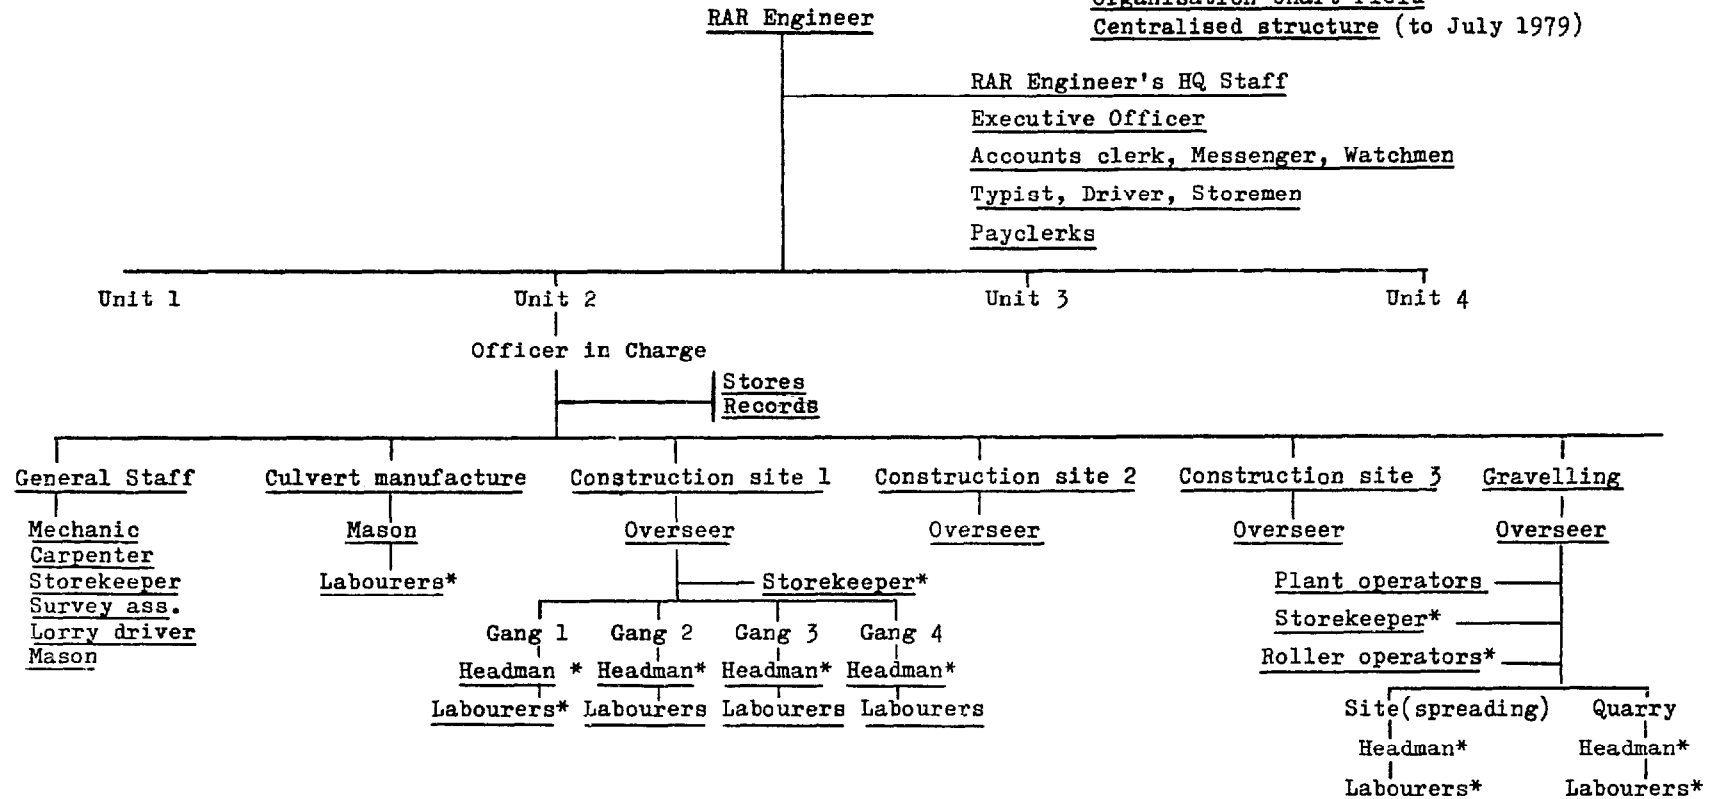 Organisation Chart Field
RAR Engineer
Centralised structure (to July 1979)
RAR Engineer's HQ Staff
Executive Officer
Accounts clerk, Messenger, Watchmen
Typist, Driver, Storemen
Payclerks
Unit 1 Unit 2 Unit 3 Unit 4
Officer in Charge
Stores
Records
General Staff Culvert manufacture Construction site 1 Construction site 2 Construction site 3 Gravelling
Mechanic Mason Overseer Overseer Overseer Overseer
Carpenter
Storekeeper Labourers* Storekeeper* Plant operators
Survey ass.
Storekeeper*
Lorry driver Gang 1 Gang 2 Gang 3 Gang 4
Mason Roller operators*
Headman * Headman* Headman* Headman*
Labourers* Labourers Labourers Labourers Site(spreading) Quarry
Headman* Headman*
Labourers* Labourers*